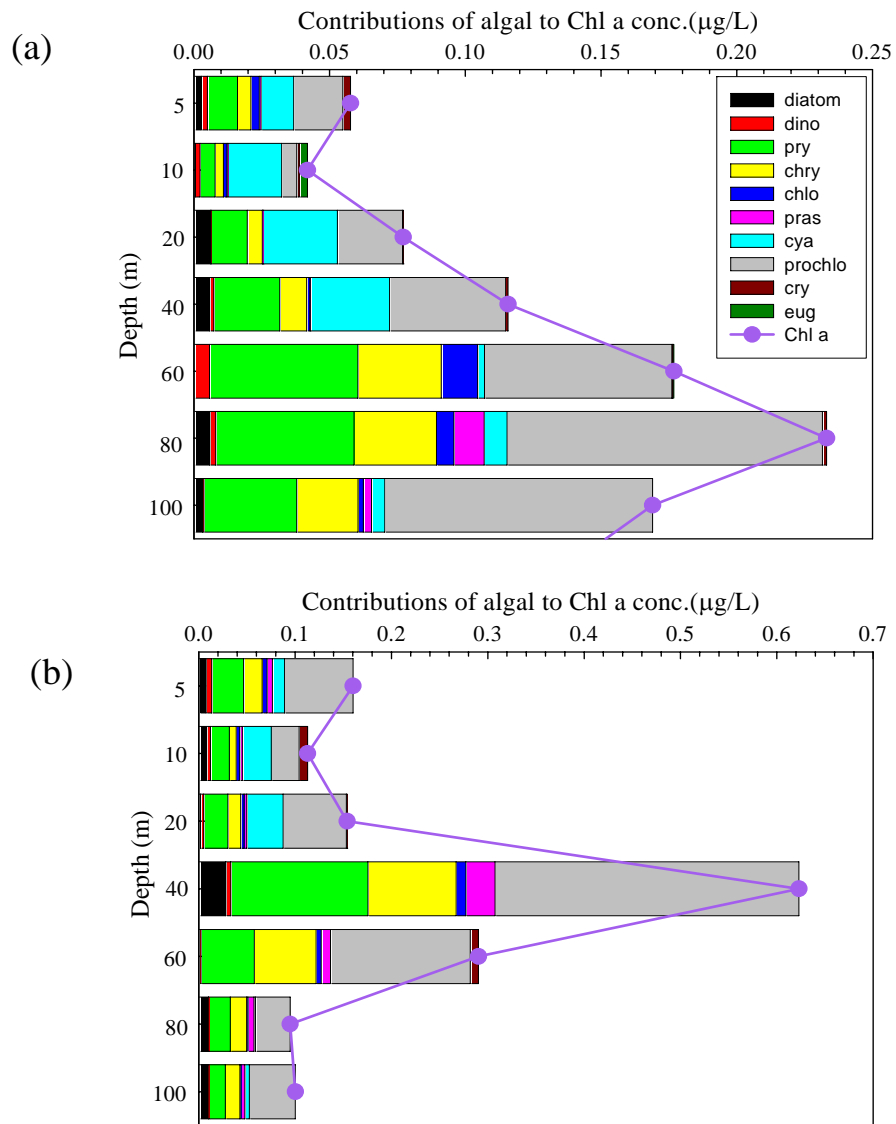 Contributions of algal to Chl a conc.(μg/L)
(a)
0.00 0.05 0.10 0.15 0.20 0.25
Depth (m)
5
10
20
40
60
80
100
diatom
dino
pry
chry
chlo
pras
cya
prochlo
cry
eug
Chl a
Contributions of algal to Chl a conc.(μg/L)
(b)
0.0 0.1 0.2 0.3 0.4 0.5 0.6 0.7
Depth (m)
5
10
20
40
60
80
100